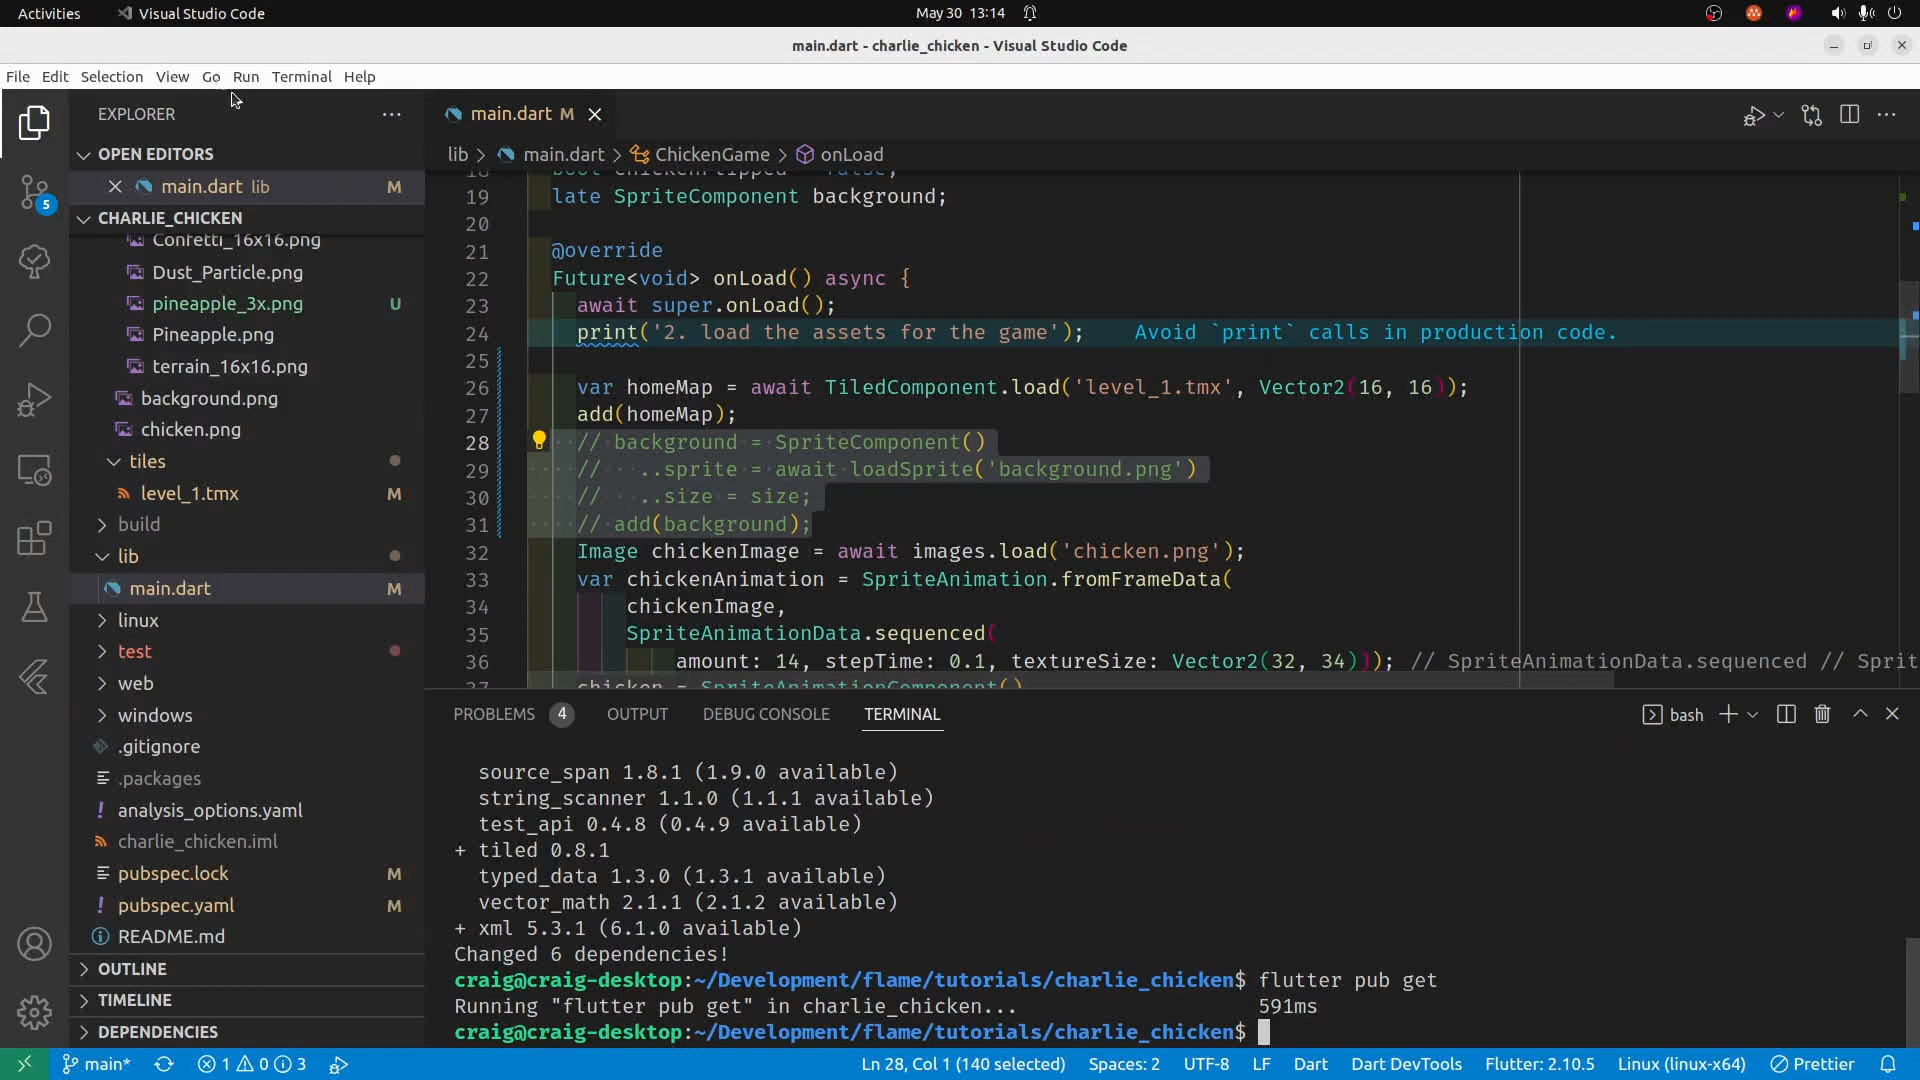 Activities
Visual Studio Code
May 30 13:14
main.dart - charlie_chicken - Visual Studio Code
File Edit Selection View Go Run Terminal Help
EXPLORER
OPEN EDITORS
main.dart lib M
CHARLIE_CHICKEN
Confetti_16x16.png
Dust_Particle.png
pineapple_3x.png U
Pineapple.png
terrain_16x16.png
background.png
chicken.png
tiles
level_1.tmx M
build
lib
main.dart M
linux
test
web
windows
.gitignore
.packages
analysis_options.yaml
charlie_chicken.iml
pubspec.lock M
pubspec.yaml M
README.md
OUTLINE
TIMELINE
DEPENDENCIES
5
main.dart M
lib > main.dart > ChickenGame > onLoad
19 late SpriteComponent background;
20
21 @override
22 Future<void> onLoad() async {
23 await super.onLoad();
24 print('2. load the assets for the game'); Avoid `print` calls in production code.
25
26 var homeMap = await TiledComponent.load('level_1.tmx', Vector2(16, 16));
27 add(homeMap);
28 // background = SpriteComponent()
29 // ..sprite = await loadSprite('background.png')
30 // ..size = size;
31 // add(background);
32 Image chickenImage = await images.load('chicken.png');
33 var chickenAnimation = SpriteAnimation.fromFrameData(
34 chickenImage,
35 SpriteAnimationData.sequenced(
36 amount: 14, stepTime: 0.1, textureSize: Vector2(32, 34))); // SpriteAnimationData.sequenced // Sprit
37 chicken = SpriteAnimationComponent()
PROBLEMS 4 OUTPUT DEBUG CONSOLE TERMINAL
bash
source_span 1.8.1 (1.9.0 available)
string_scanner 1.1.0 (1.1.1 available)
test_api 0.4.8 (0.4.9 available)
+ tiled 0.8.1
typed_data 1.3.0 (1.3.1 available)
vector_math 2.1.1 (2.1.2 available)
+ xml 5.3.1 (6.1.0 available)
Changed 6 dependencies!
craig@craig-desktop:~/Development/flame/tutorials/charlie_chicken$ flutter pub get
Running "flutter pub get" in charlie_chicken... 591ms
craig@craig-desktop:~/Development/flame/tutorials/charlie_chicken$
main* 1 0 3 Ln 28, Col 1 (140 selected) Spaces: 2 UTF-8 LF Dart Dart DevTools Flutter: 2.10.5 Linux (linux-x64) Prettier